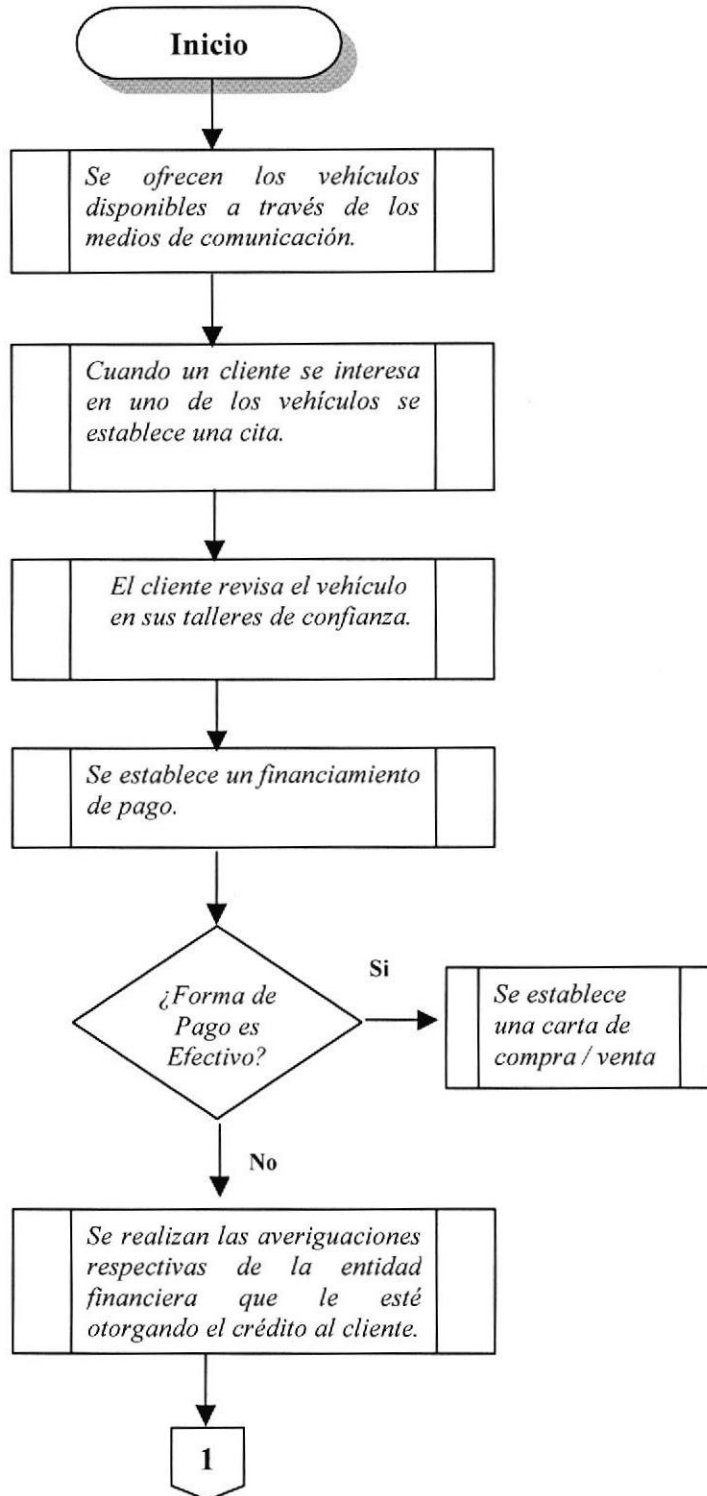 Inicio
Se ofrecen los vehículos
disponibles a través de los
medios de comunicación.
Cuando un cliente se interesa
en uno de los vehículos se
establece una cita.
El cliente revisa el vehículo
en sus talleres de confianza.
Se establece un financiamiento
de pago.
¿Forma de
Pago es
Efectivo?
Si
Se establece
una carta de
compra / venta
No
Se realizan las averiguaciones
respectivas de la entidad
financiera que le esté
otorgando el crédito al cliente.
1